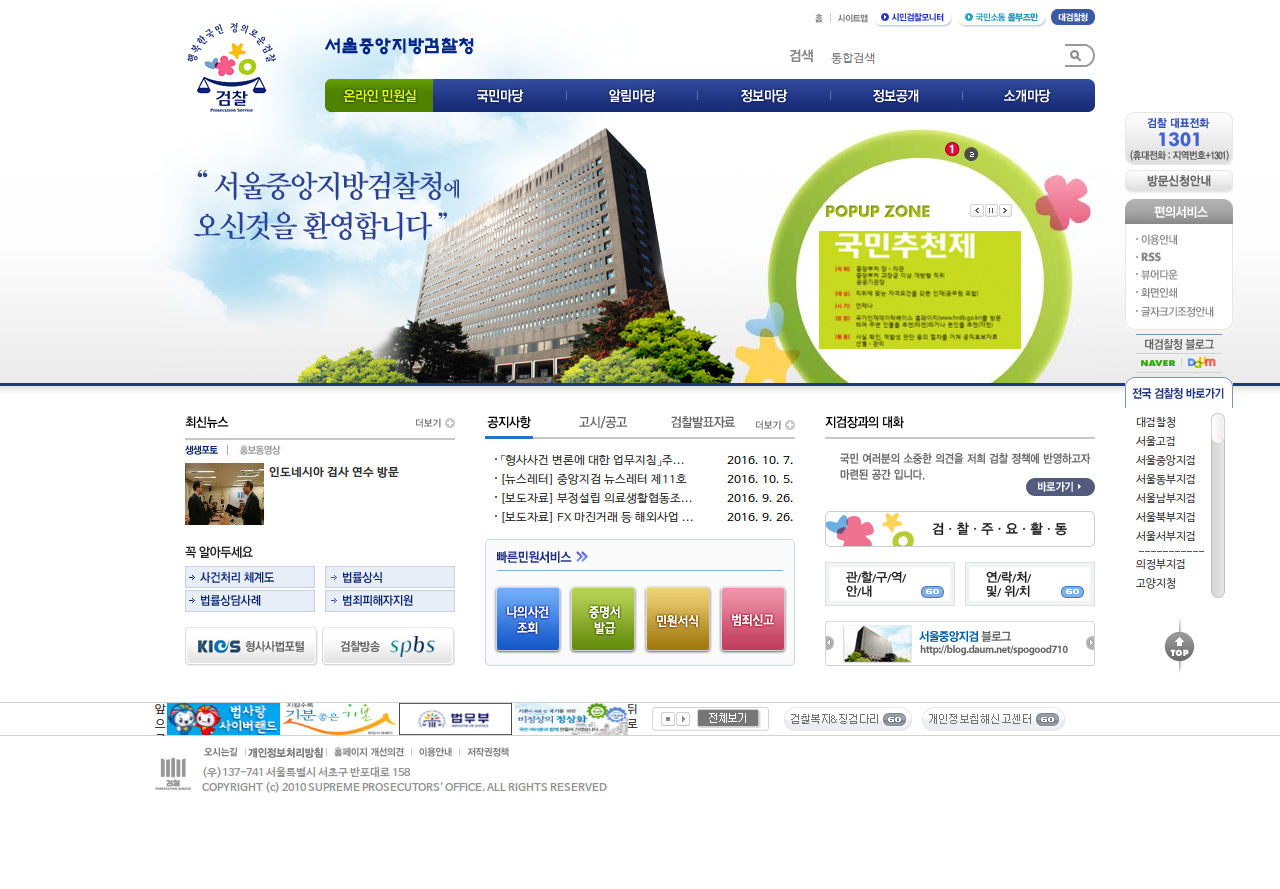 홈 사이트맵 시민검찰모니터 국민소통 옴부즈만 대검찰청
행복한국민 정의로운검찰
검찰
Prosecution Service
서울중앙지방검찰청
검색 통합검색
온라인 민원실 국민마당 알림마당 정보마당 정보공개 소개마당
“ 서울중앙지방검찰청에
오신것을 환영합니다 ”
1 2
POPUP ZONE
국민추천제
검찰 대표전화
1301
(휴대전화 : 지역번호+1301)
방문신청안내
편의서비스
· 이용안내
· RSS
· 뷰어다운
· 화면인쇄
· 글자크기조정안내
대검찰청 블로그
NAVER Daum
전국 검찰청 바로가기
대검찰청
서울고검
서울중앙지검
서울동부지검
서울남부지검
서울북부지검
서울서부지검
------------
의정부지검
고양지청
TOP
최신뉴스 더보기
생생포토 홍보동영상
인도네시아 검사 연수 방문
꼭 알아두세요
사건처리 체계도 법률상식
법률상담사례 범죄피해자지원
KICS 형사사법포털 검찰방송 spbs
공지사항 고시/공고 검찰발표자료 더보기
· 「형사사건 변론에 대한 업무지침」주... 2016. 10. 7.
· [뉴스레터] 중앙지검 뉴스레터 제11호 2016. 10. 5.
· [보도자료] 부정설립 의료생활협동조... 2016. 9. 26.
· [보도자료] FX 마진거래 등 해외사업 ... 2016. 9. 26.
빠른민원서비스
나의사건
조회
증명서
발급
민원서식
범죄신고
지검장과의 대화
국민 여러분의 소중한 의견을 저희 검찰 정책에 반영하고자
마련된 공간 입니다.
바로가기
검·찰·주·요·활·동
관/할/구/역/
안/내 GO
연/락/처/
및/ 위/치 GO
서울중앙지검 블로그
http://blog.daum.net/spogood710
법사랑
사이버랜드
기분좋은 기본
법무부
MINISTRY OF JUSTICE
비정상의 정상화
뒤
로
전체보기
검찰복지&징검다리 GO
개인정보침해신고센터 GO
오시는길 개인정보처리방침 홈페이지 개선의견 이용안내 저작권정책
검찰
PROSECUTION SERVICE
(우)137-741 서울특별시 서초구 반포대로 158
COPYRIGHT (c) 2010 SUPREME PROSECUTORS' OFFICE. ALL RIGHTS RESERVED